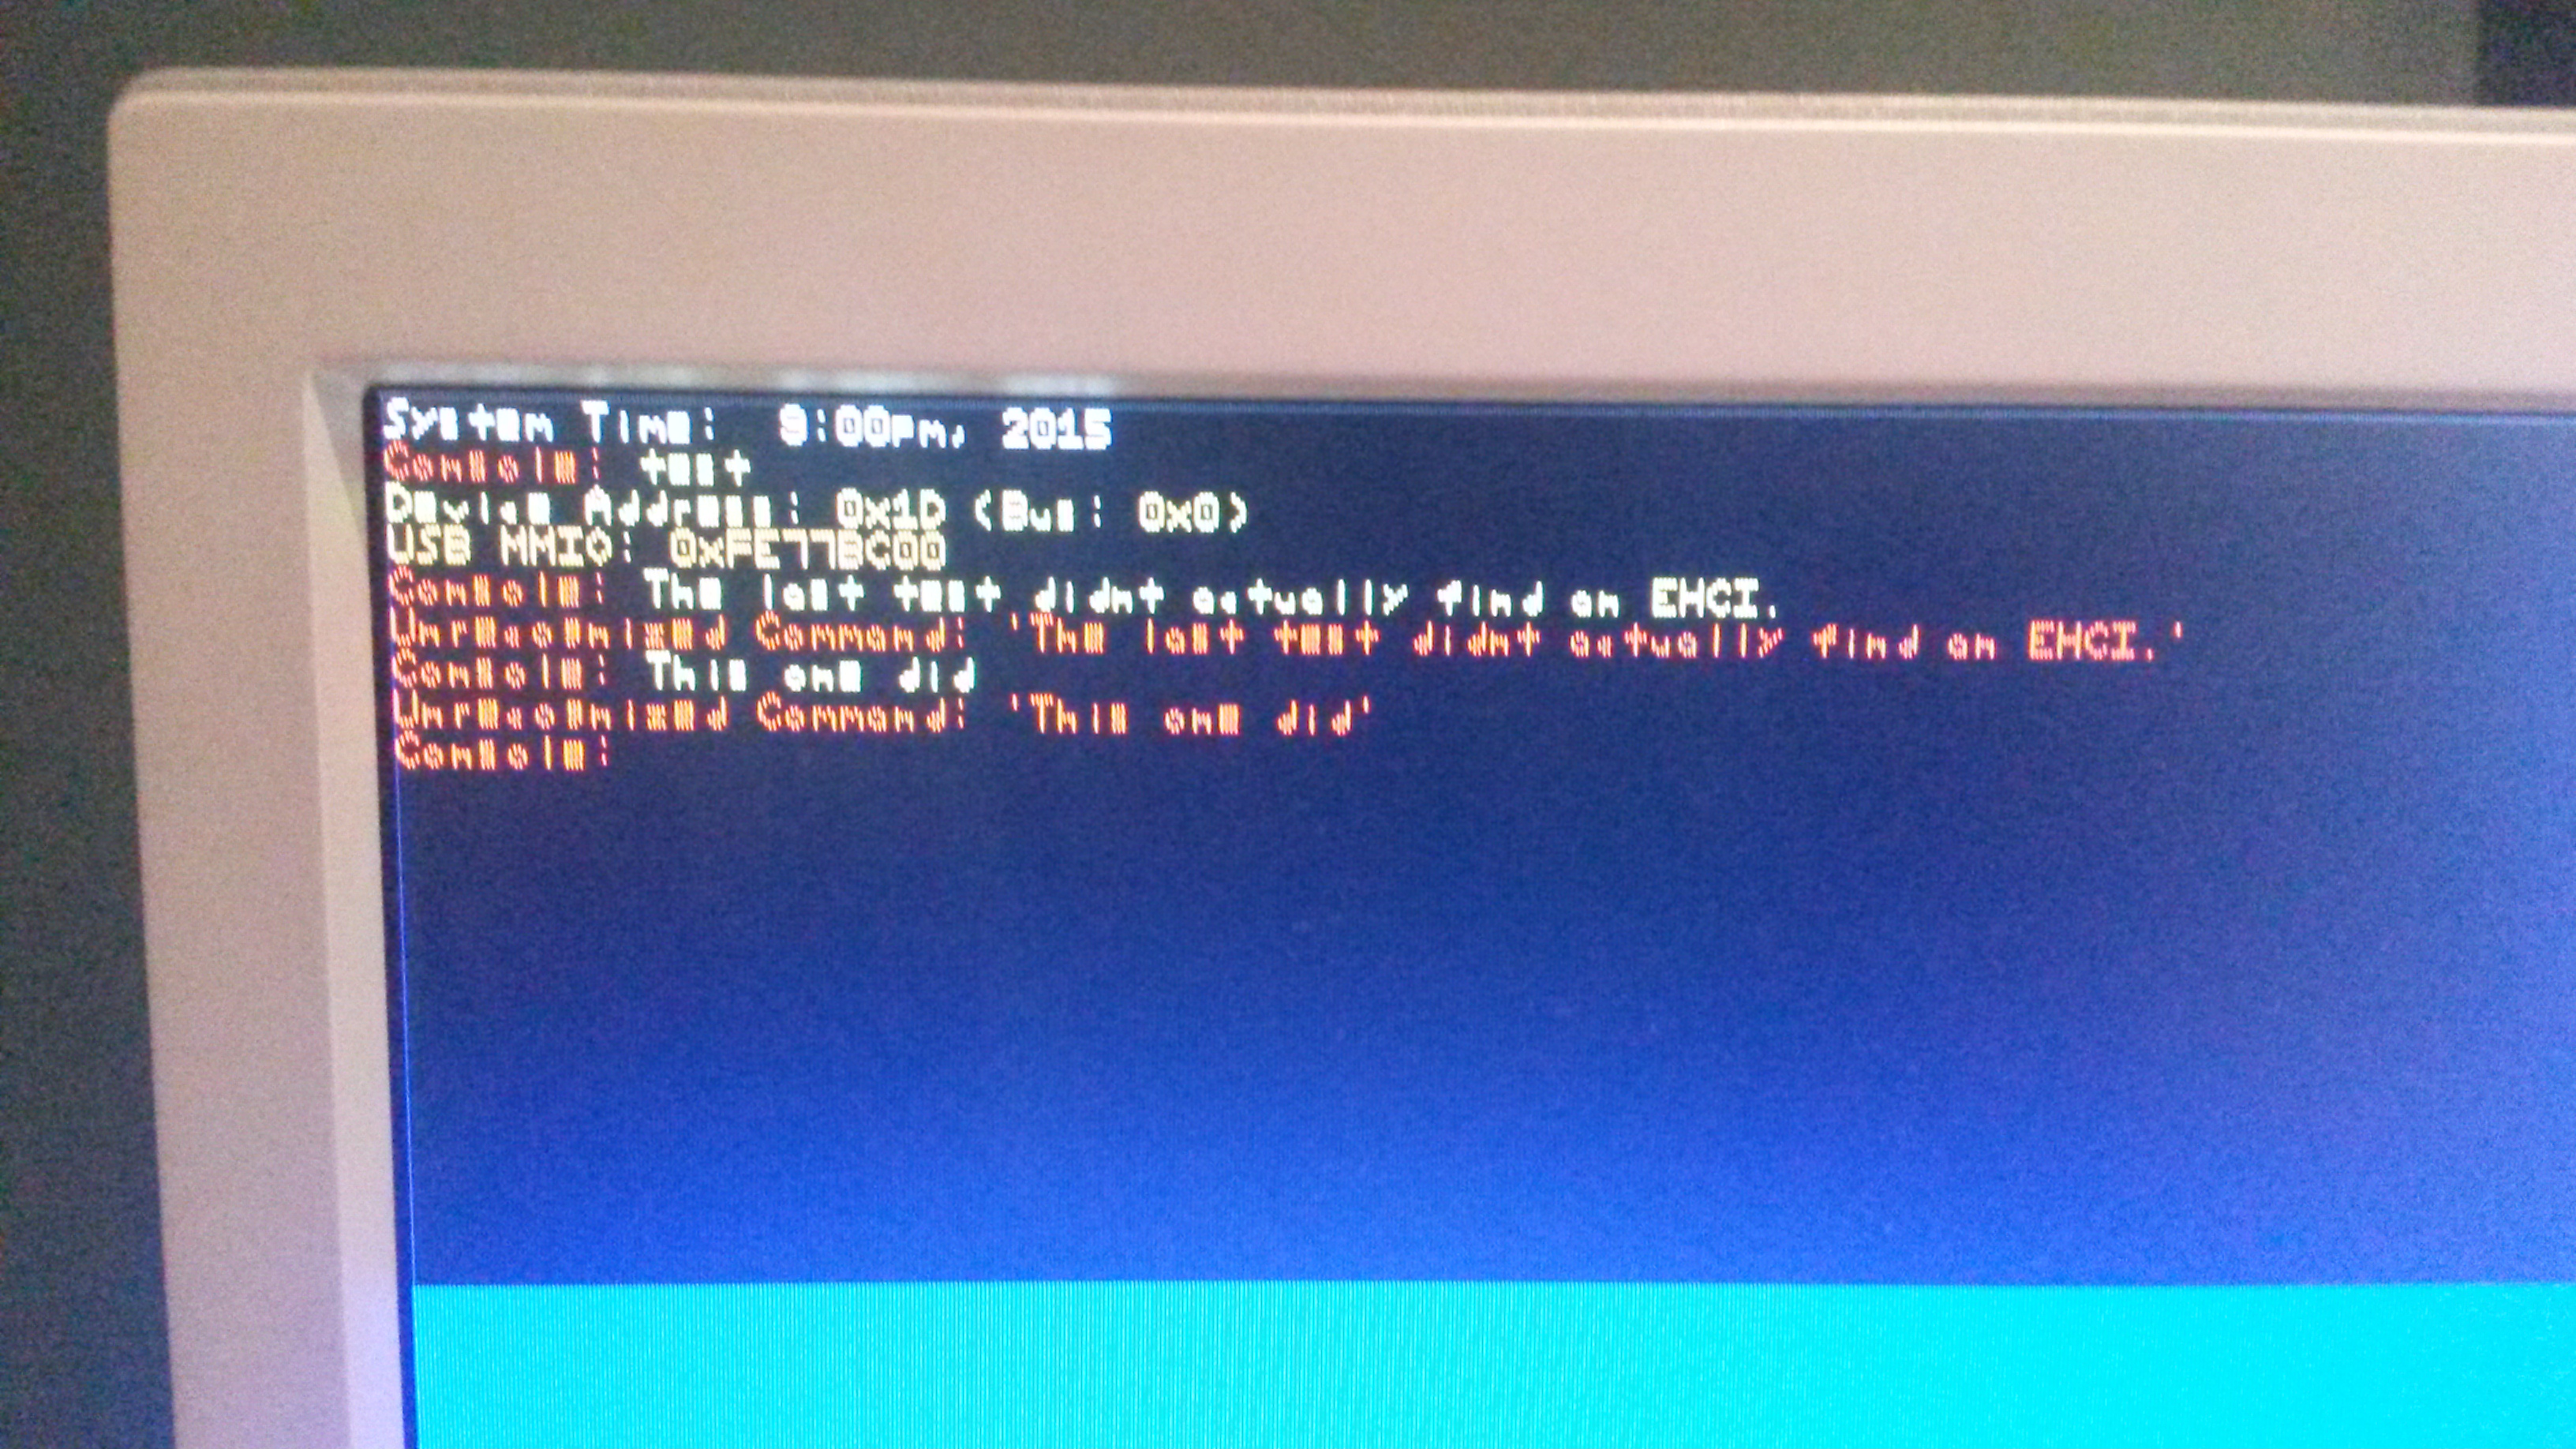 System Time:  9:00pm, 2015
Console: test
Device Address: 0x1D (Bus: 0x0)
USB MMIO: 0xFE77BC00
Console: The last test didnt actually find an EHCI.
Unrecognized Command: 'The last test didnt actually find an EHCI.'
Console: This one did
Unrecognized Command: 'This one did'
Console: